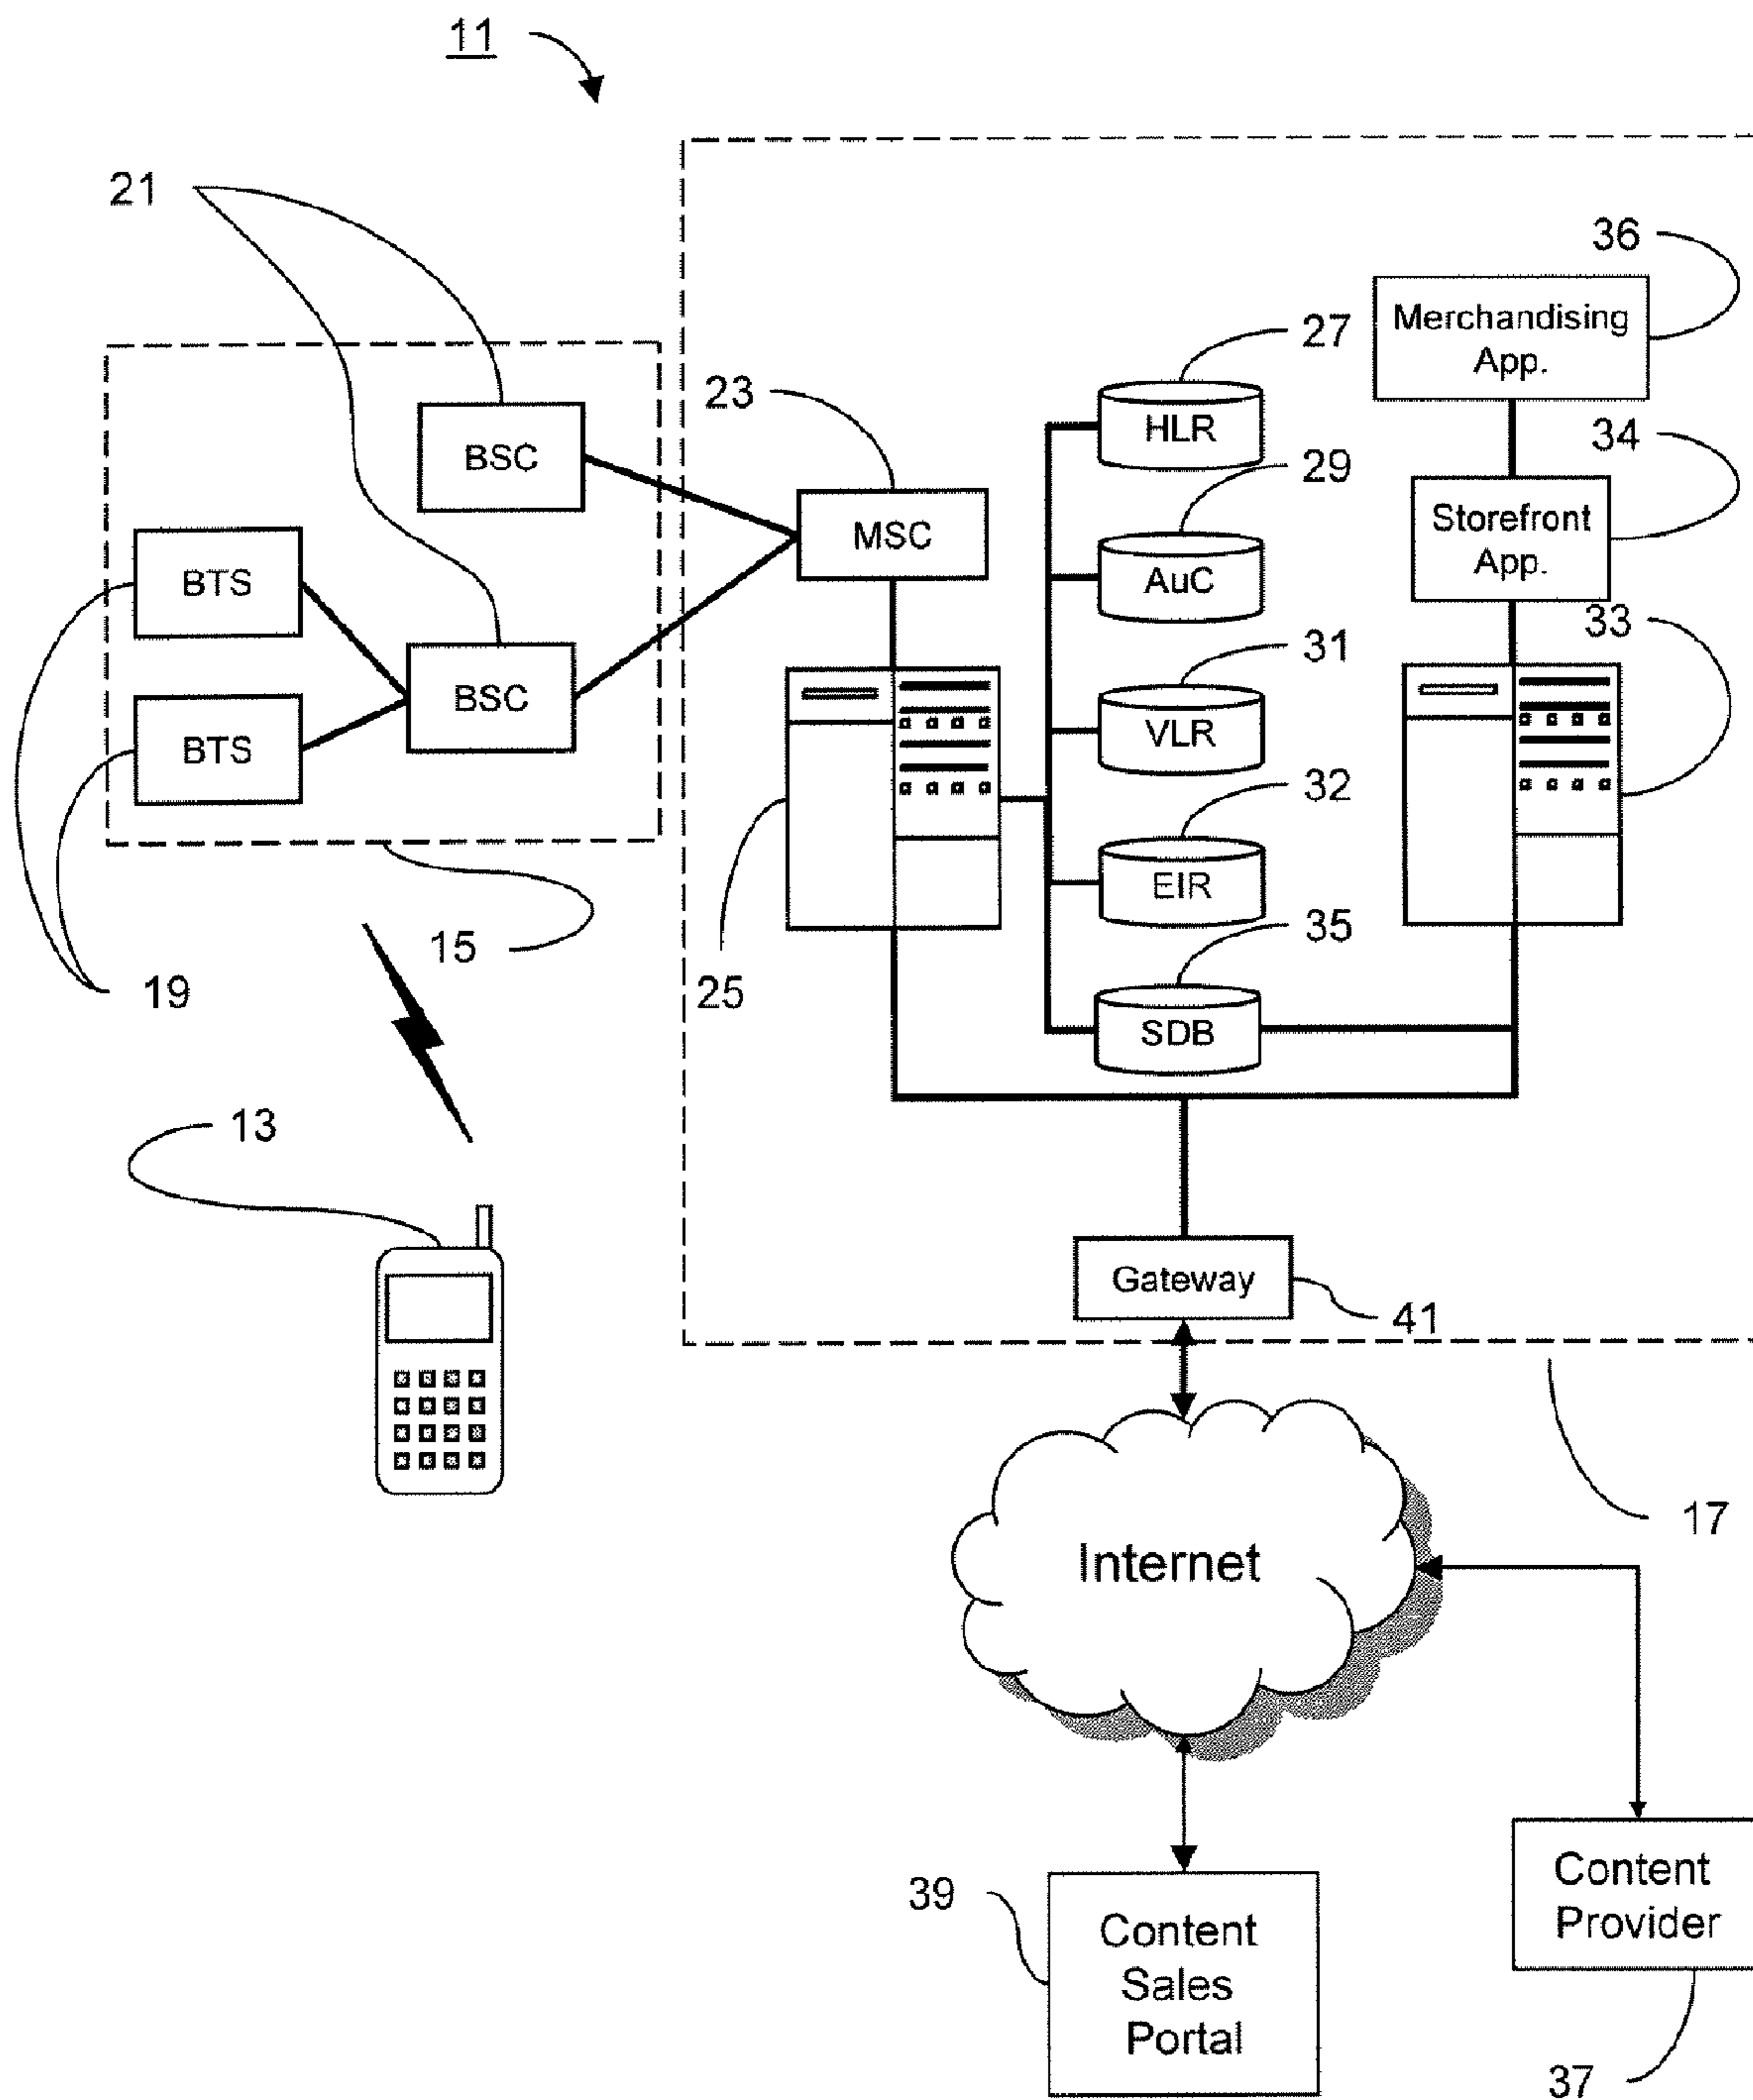 11
21
36
Merchandising
App.
27
23
HLR
34
BSC
29
Storefront
App.
MSC
BTS
AuC
33
31
BSC
VLR
BTS
32
EIR
35
15
25
19
SDB
13
Gateway
41
17
Internet
39
Content
Sales
Portal
Content
Provider
37